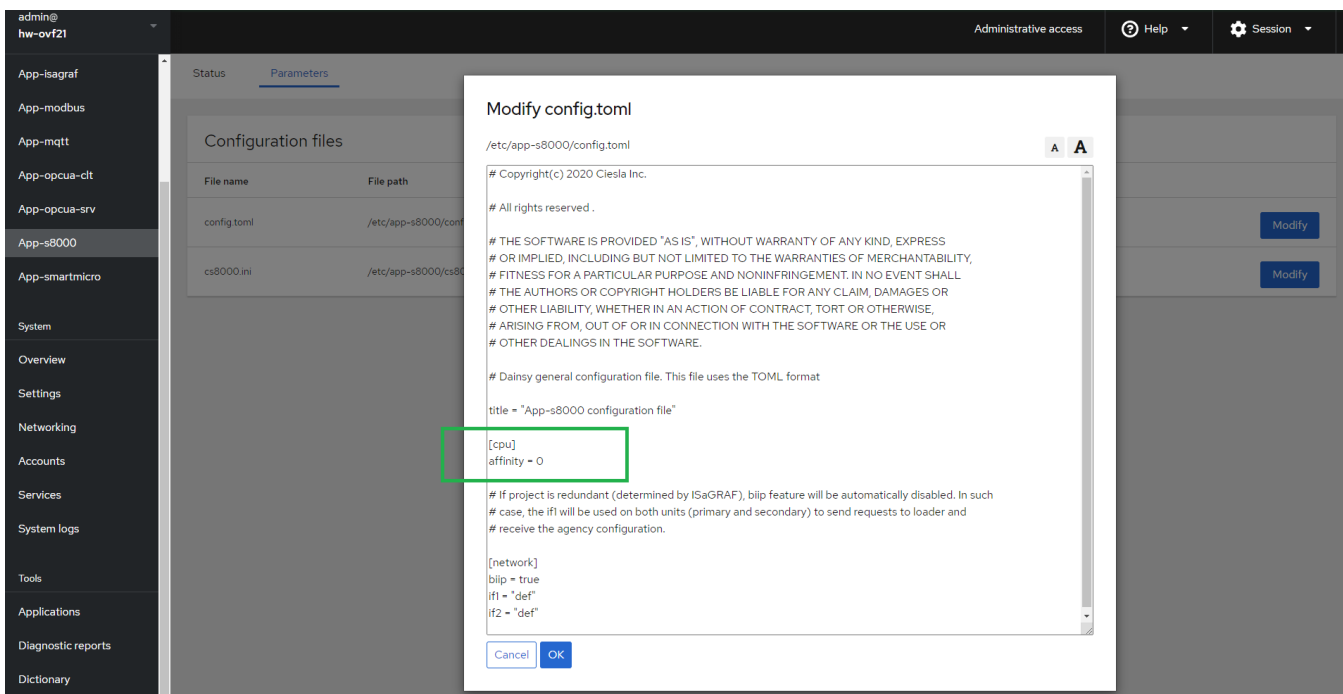 admin@
hw-ovf21
Administrative access
Help
Session
App-isagraf
App-modbus
App-mqtt
App-opcua-clt
App-opcua-srv
App-s8000
App-smartmicro
System
Overview
Settings
Networking
Accounts
Services
System logs
Tools
Applications
Diagnostic reports
Dictionary
Status
Parameters
Configuration files
File name
File path
config.toml
/etc/app-s8000/conf
Modify
cs8000.ini
/etc/app-s8000/cs80
Modify
Modify config.toml
/etc/app-s8000/config.toml
A A
# Copyright(c) 2020 Ciesla Inc.
# All rights reserved .
# THE SOFTWARE IS PROVIDED "AS IS", WITHOUT WARRANTY OF ANY KIND, EXPRESS
# OR IMPLIED, INCLUDING BUT NOT LIMITED TO THE WARRANTIES OF MERCHANTABILITY,
# FITNESS FOR A PARTICULAR PURPOSE AND NONINFRINGEMENT. IN NO EVENT SHALL
# THE AUTHORS OR COPYRIGHT HOLDERS BE LIABLE FOR ANY CLAIM, DAMAGES OR
# OTHER LIABILITY, WHETHER IN AN ACTION OF CONTRACT, TORT OR OTHERWISE,
# ARISING FROM, OUT OF OR IN CONNECTION WITH THE SOFTWARE OR THE USE OR
# OTHER DEALINGS IN THE SOFTWARE.
# Dainsy general configuration file. This file uses the TOML format
title = "App-s8000 configuration file"
[cpu]
affinity = 0
# If project is redundant (determined by ISaGRAF), biip feature will be automatically disabled. In such
# case, the if1 will be used on both units (primary and secondary) to send requests to loader and
# receive the agency configuration.
[network]
biip = true
if1 = "def"
if2 = "def"
Cancel
OK